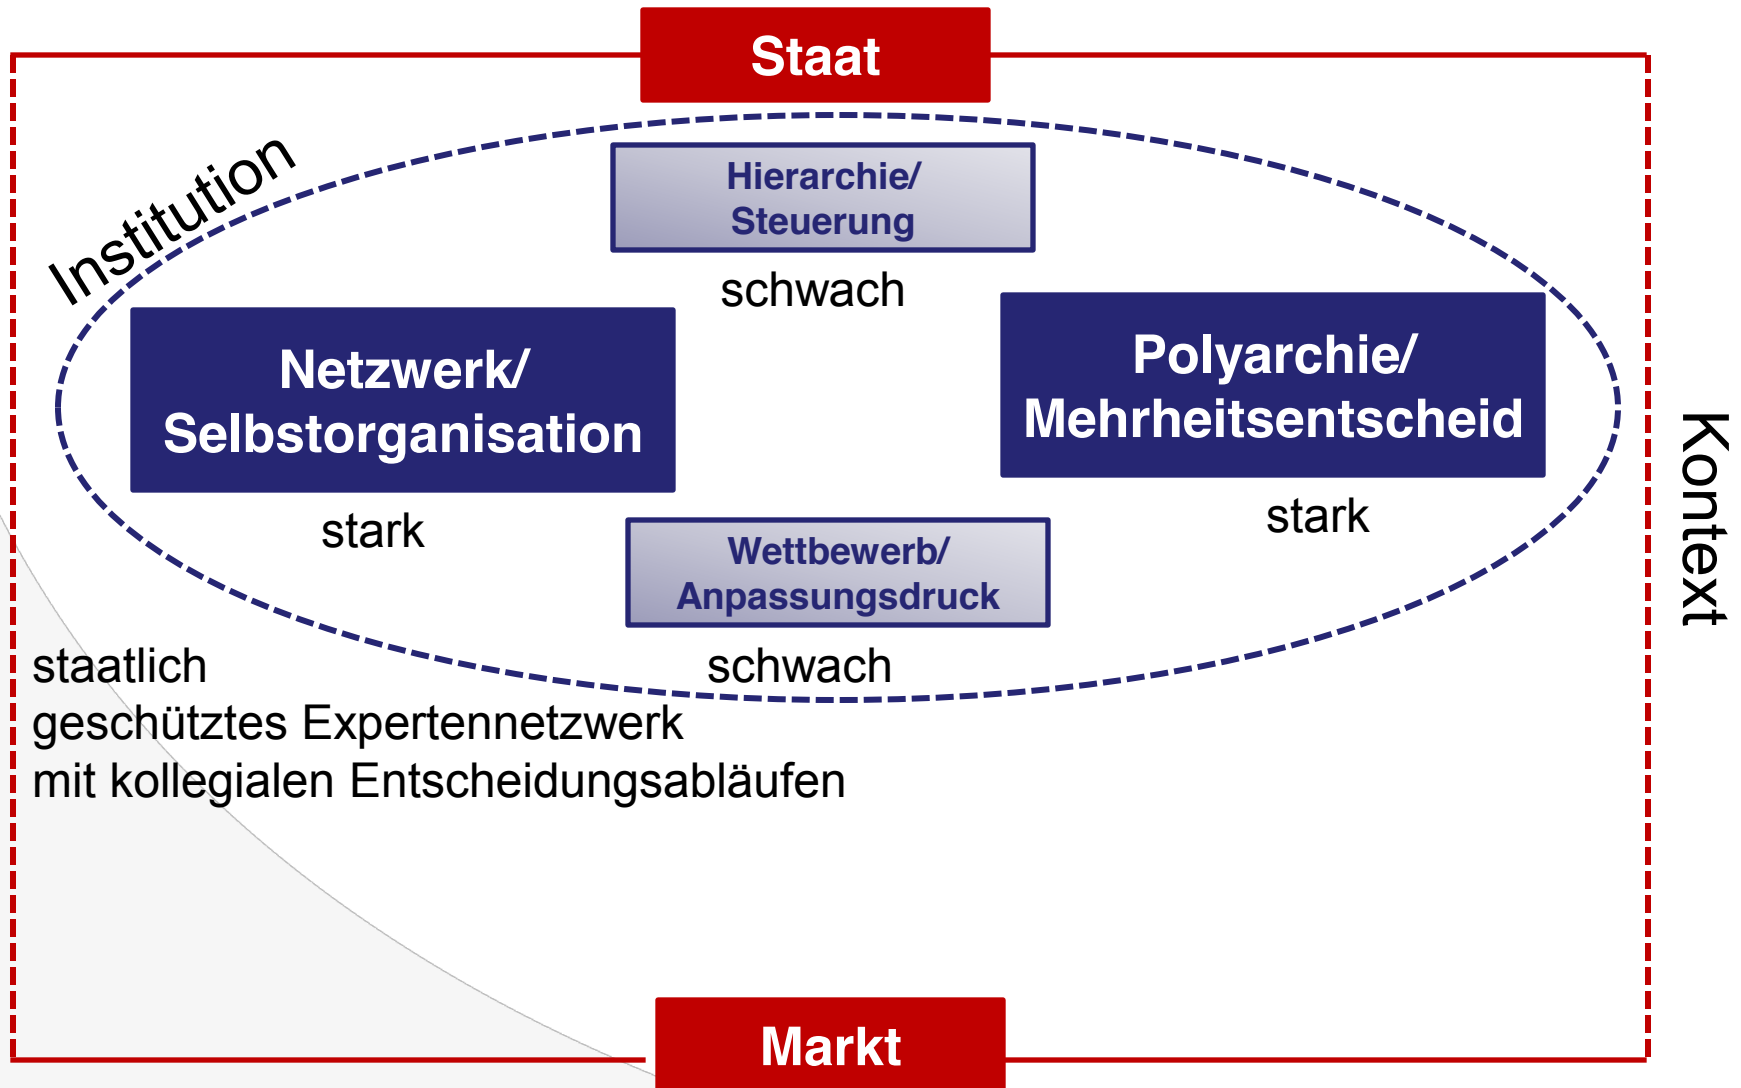 Staat
Institution
Hierarchie/
Steuerung
schwach
Netzwerk/
Selbstorganisation
stark
Polyarchie/
Mehrheitsentscheid
stark
Kontext
Wettbewerb/
Anpassungsdruck
schwach
staatlich
geschütztes Expertennetzwerk
mit kollegialen Entscheidungsabläufen
Markt